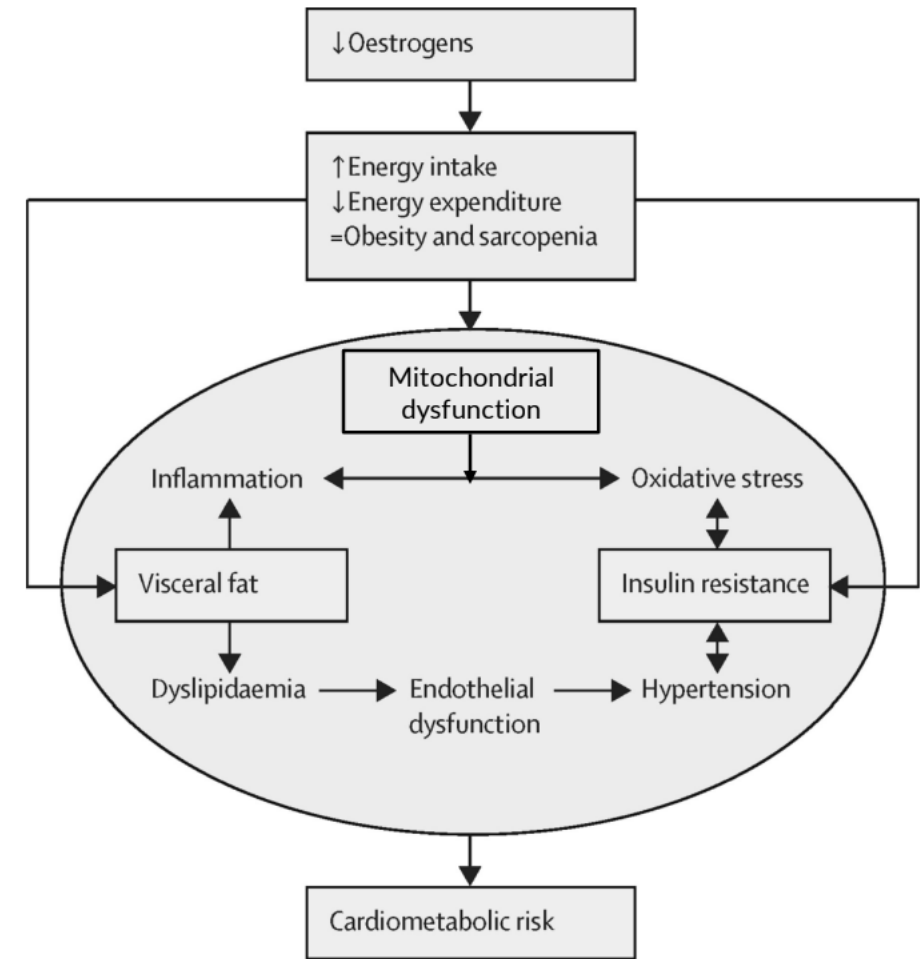 ↓Oestrogens
↑Energy intake
↓Energy expenditure
=Obesity and sarcopenia
Mitochondrial
dysfunction
Inflammation
Oxidative stress
Visceral fat
Insulin resistance
Dyslipidaemia
Endothelial
dysfunction
Hypertension
Cardiometabolic risk